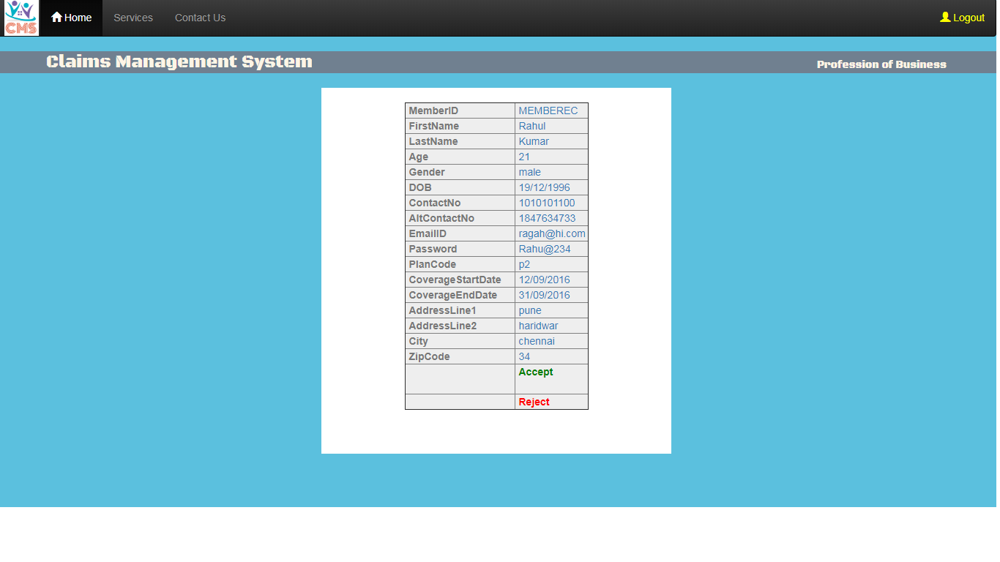 CMS
Home Services Contact Us Logout
Claims Management System Profession of Business
MemberID MEMBEREC
FirstName Rahul
LastName Kumar
Age 21
Gender male
DOB 19/12/1996
ContactNo 1010101100
AltContactNo 1847634733
EmailID ragah@hi.com
Password Rahu@234
PlanCode p2
CoverageStartDate 12/09/2016
CoverageEndDate 31/09/2016
AddressLine1 pune
AddressLine2 haridwar
City chennai
ZipCode 34
Accept
Reject